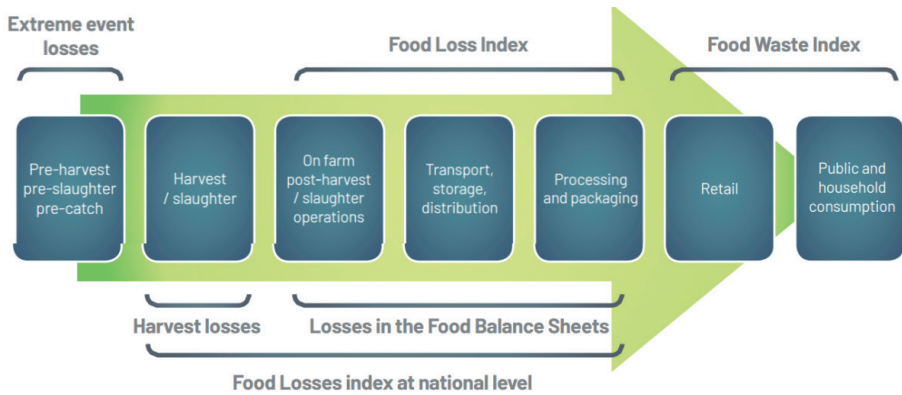 Extreme event
losses
Food Loss Index
Food Waste Index
Pre-harvest
pre-slaughter
pre-catch
Harvest
/ slaughter
On farm
post-harvest
/ slaughter
operations
Transport,
storage,
distribution
Processing
and packaging
Retail
Public and
household
consumption
Harvest losses
Losses in the Food Balance Sheets
Food Losses index at national level